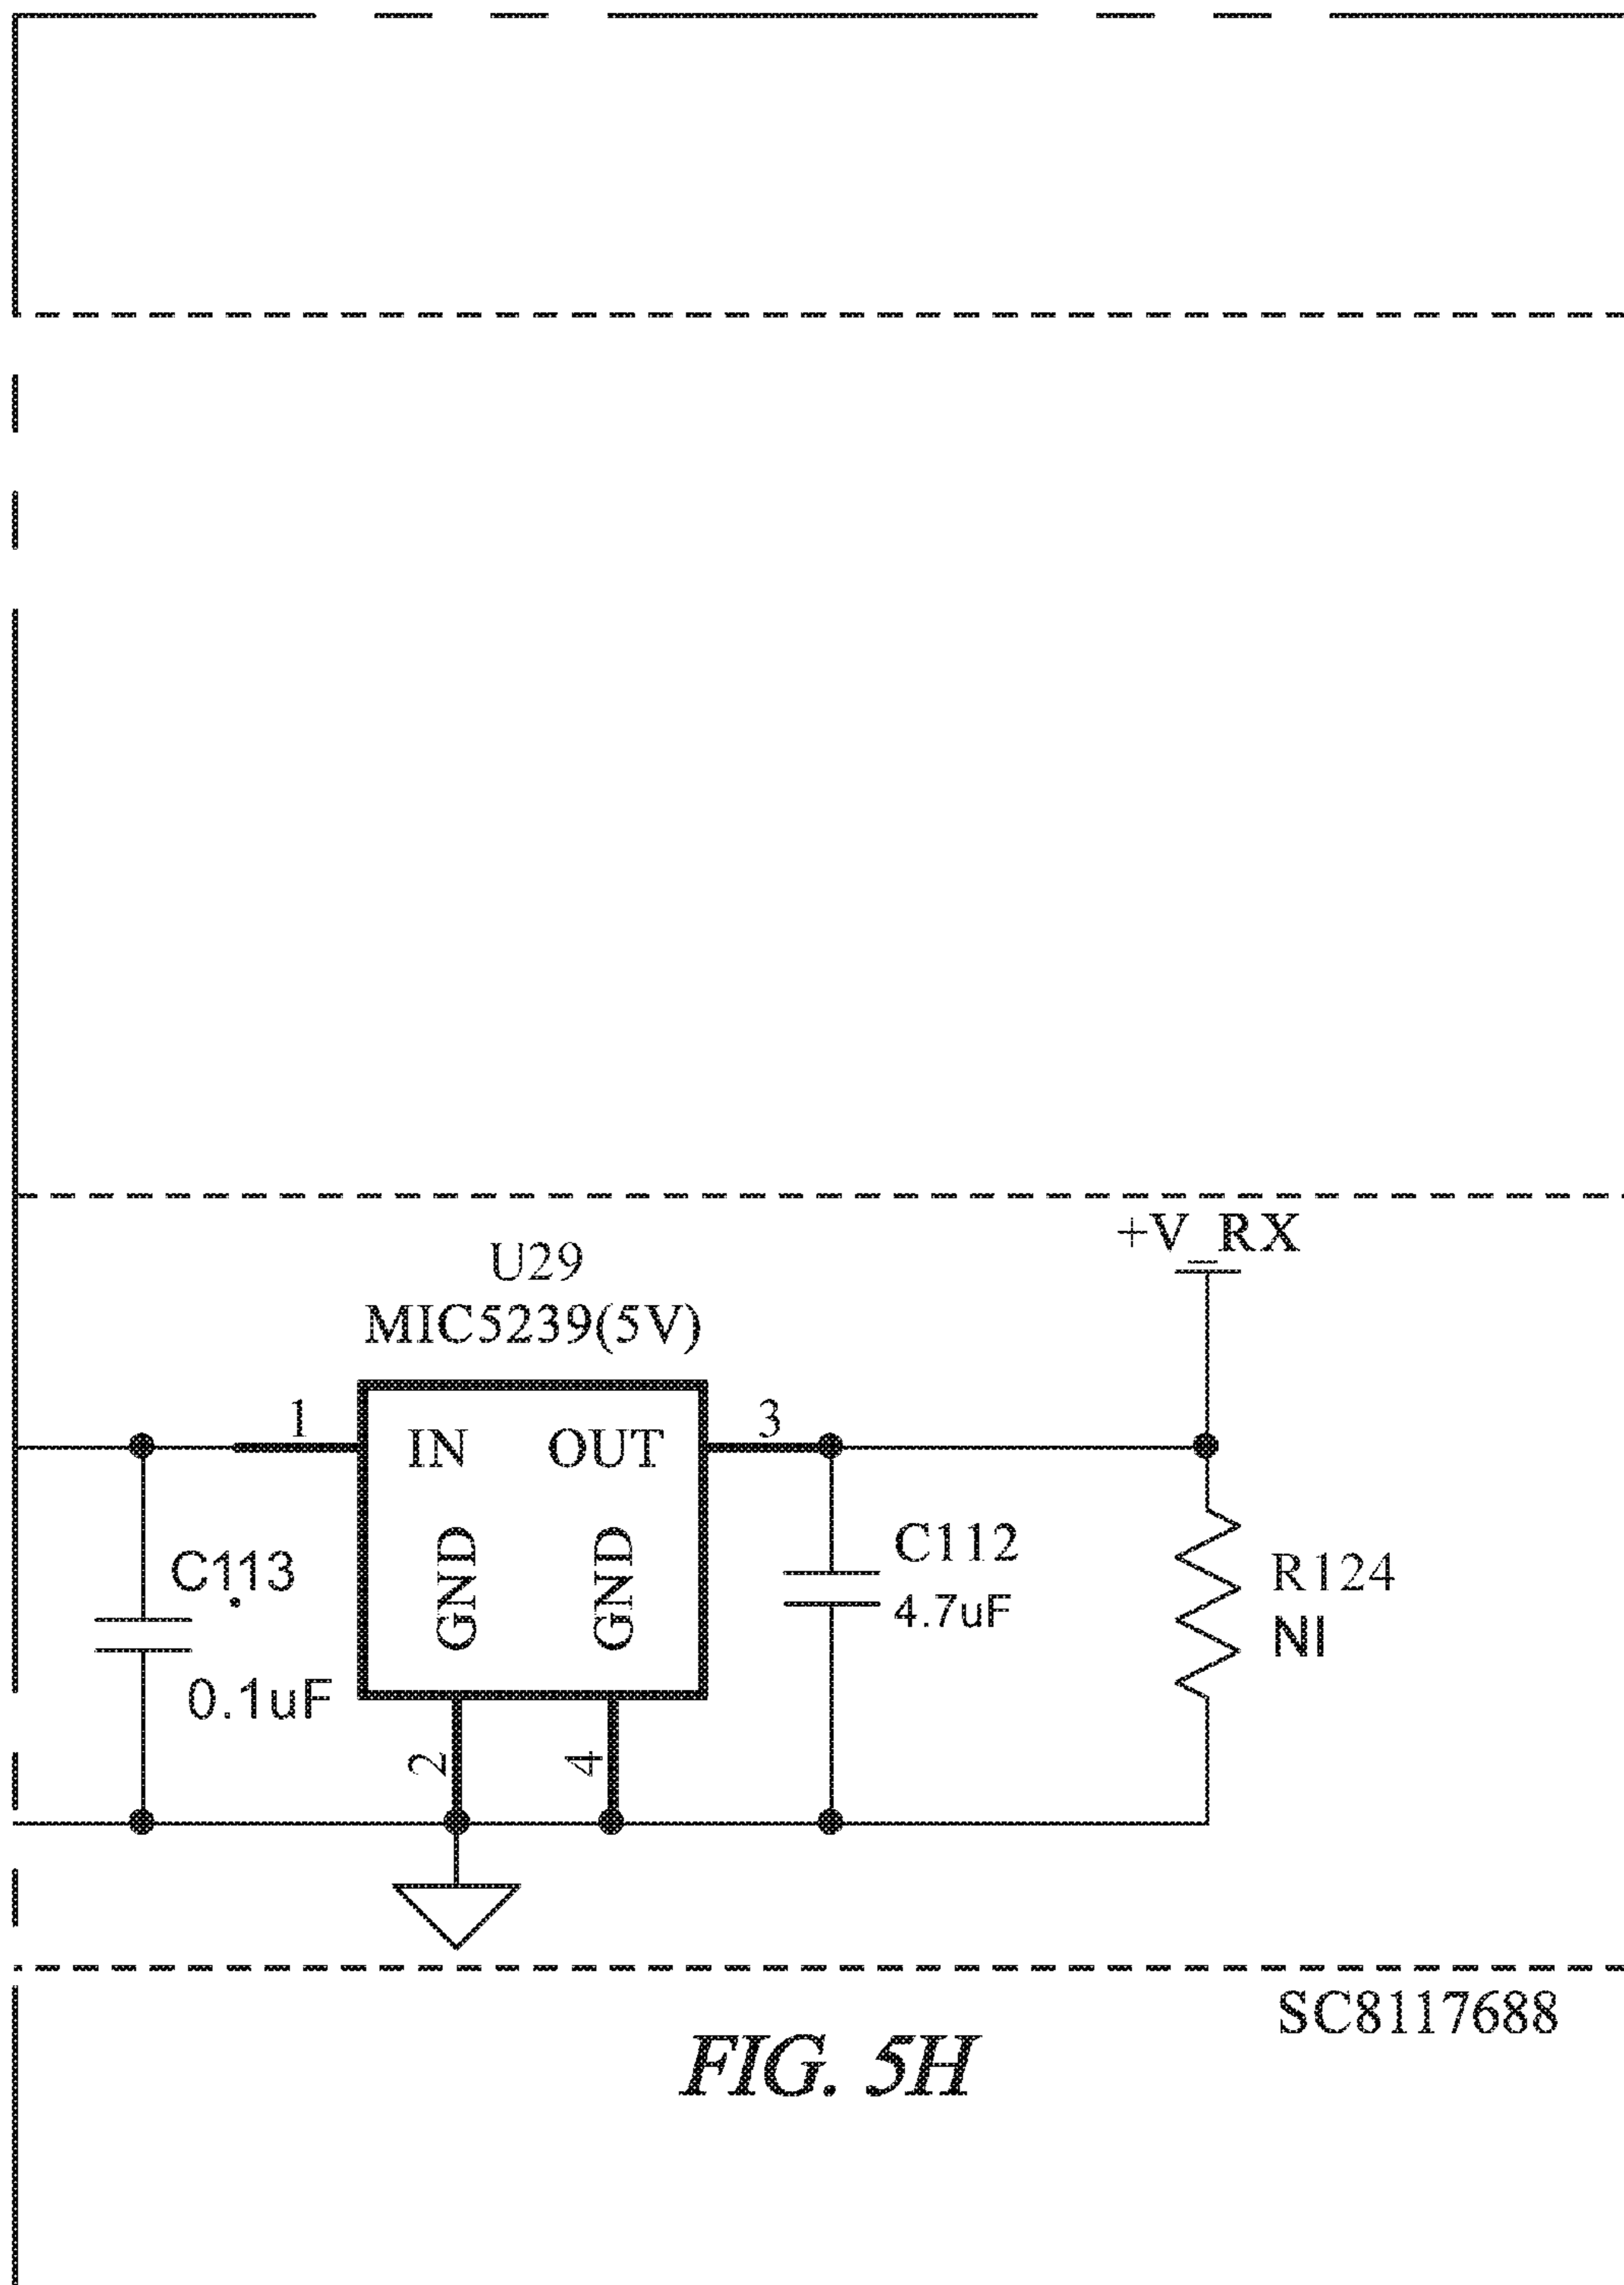 +V_RX
U29
MIC5239(5V)
1
3
IN OUT
GND GND
C113
0.1uF
C112
4.7uF
R124
NI
2
4
SC8117688
FIG. 5H